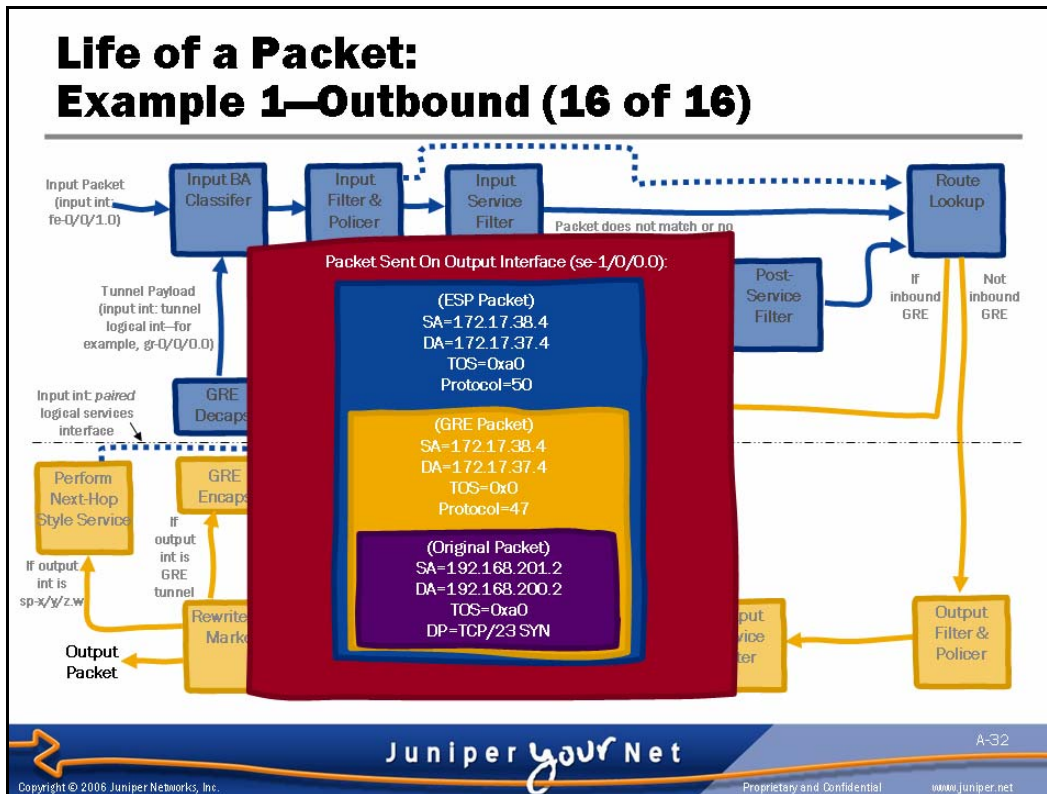 Life of a Packet:
Example 1—Outbound (16 of 16)
Input Packet
(input int:
fe-0/0/1.0)
Input BA
Classifer
Input
Filter &
Policer
Input
Service
Filter
Route
Lookup
Packet does not match or no
Tunnel Payload
(input int: tunnel
logical int—for
example, gr-0/0/0.0)
Post-
Service
Filter
If
inbound
GRE
Not
inbound
GRE
Input int: paired
logical services
interface
GRE
Decaps
Packet Sent On Output Interface (se-1/0/0.0):
(ESP Packet)
SA=172.17.38.4
DA=172.17.37.4
TOS=0xa0
Protocol=50
(GRE Packet)
SA=172.17.38.4
DA=172.17.37.4
TOS=0x0
Protocol=47
(Original Packet)
SA=192.168.201.2
DA=192.168.200.2
TOS=0xa0
DP=TCP/23 SYN
Perform
Next-Hop
Style Service
GRE
Encaps
If output
int is
sp-x/y/z.w
If
output
int is
GRE
tunnel
Rewrite
Marke
Output
Packet
Output
Filter &
Policer
Juniper your Net
A-32
Copyright © 2006 Juniper Networks, Inc.
Proprietary and Confidential
www.juniper.net